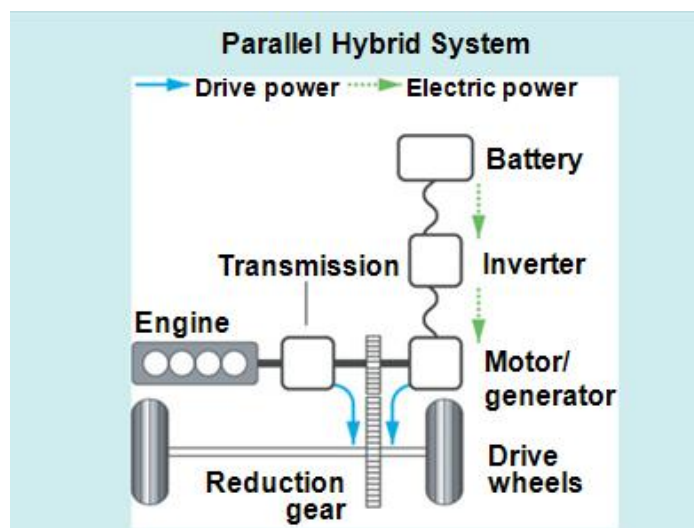 Parallel Hybrid System
Drive power
Electric power
Battery
Transmission
Inverter
Engine
Motor/
generator
Reduction
gear
Drive
wheels